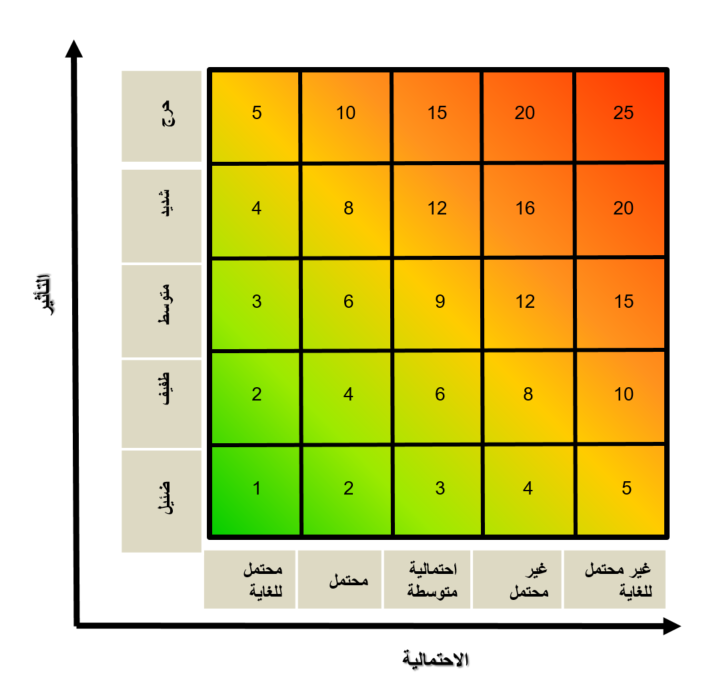 التأثير
حرج
5
10
15
20
25
شديد
4
8
12
16
20
متوسط
3
6
9
12
15
طفيف
2
4
6
8
10
ضئيل
1
2
3
4
5
محتمل
للغاية
محتمل
احتمالية
متوسطة
غير
محتمل
غير محتمل
للغاية
الاحتمالية